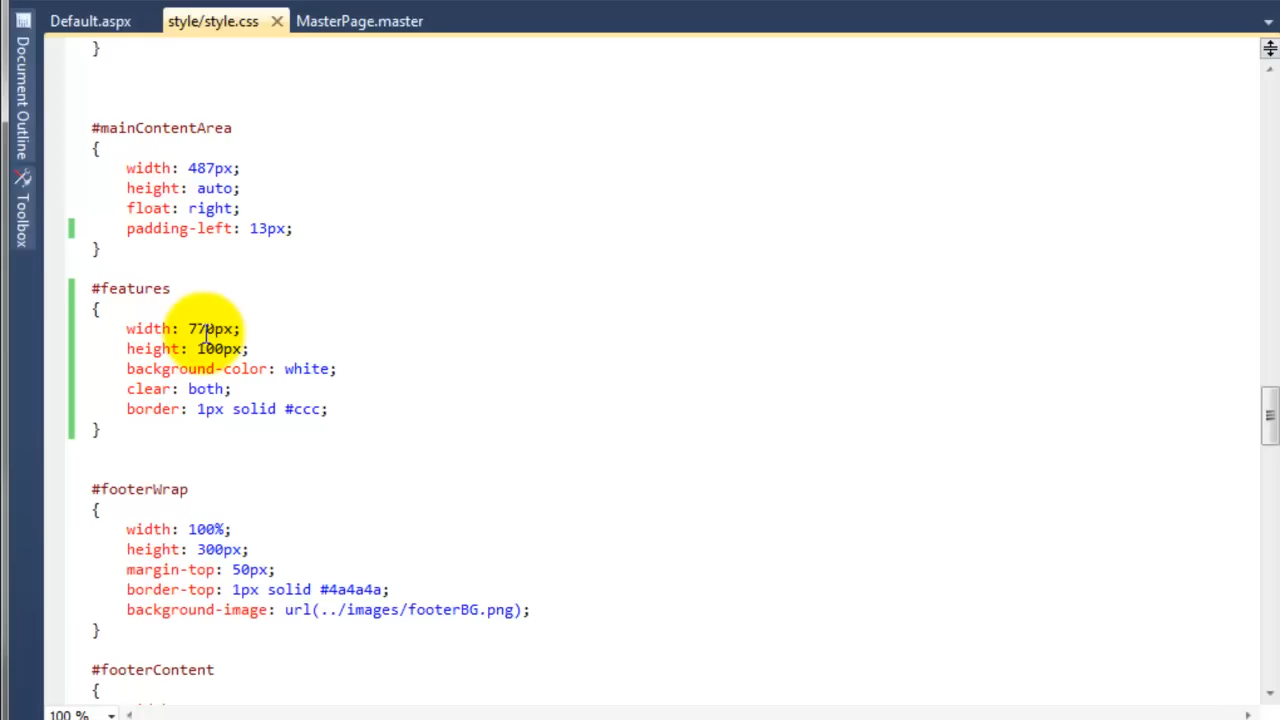 Default.aspx
style/style.css
MasterPage.master
Document Outline
Toolbox
}
#mainContentArea
{
width: 487px;
height: auto;
float: right;
padding-left: 13px;
}
#features
{
width: 770px;
height: 100px;
background-color: white;
clear: both;
border: 1px solid #ccc;
}
#footerWrap
{
width: 100%;
height: 300px;
margin-top: 50px;
border-top: 1px solid #4a4a4a;
background-image: url(../images/footerBG.png);
}
#footerContent
{
100 %